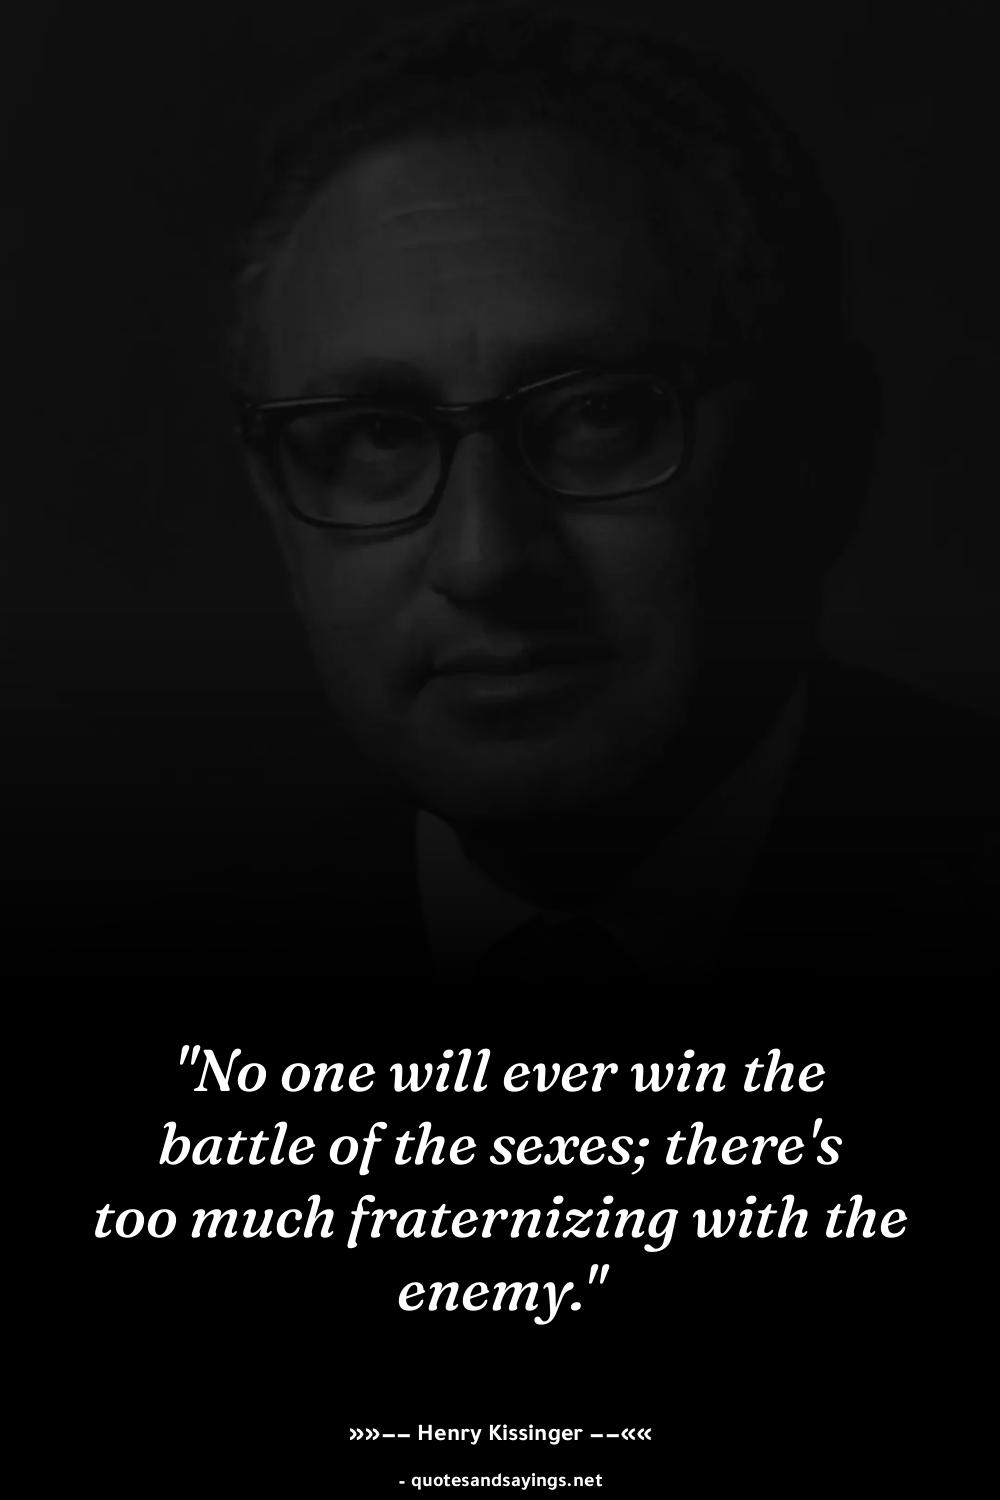 "No one will ever win the
battle of the sexes; there's
too much fraternizing with the
enemy."
»»–– Henry Kissinger ––««
- quotesandsayings.net